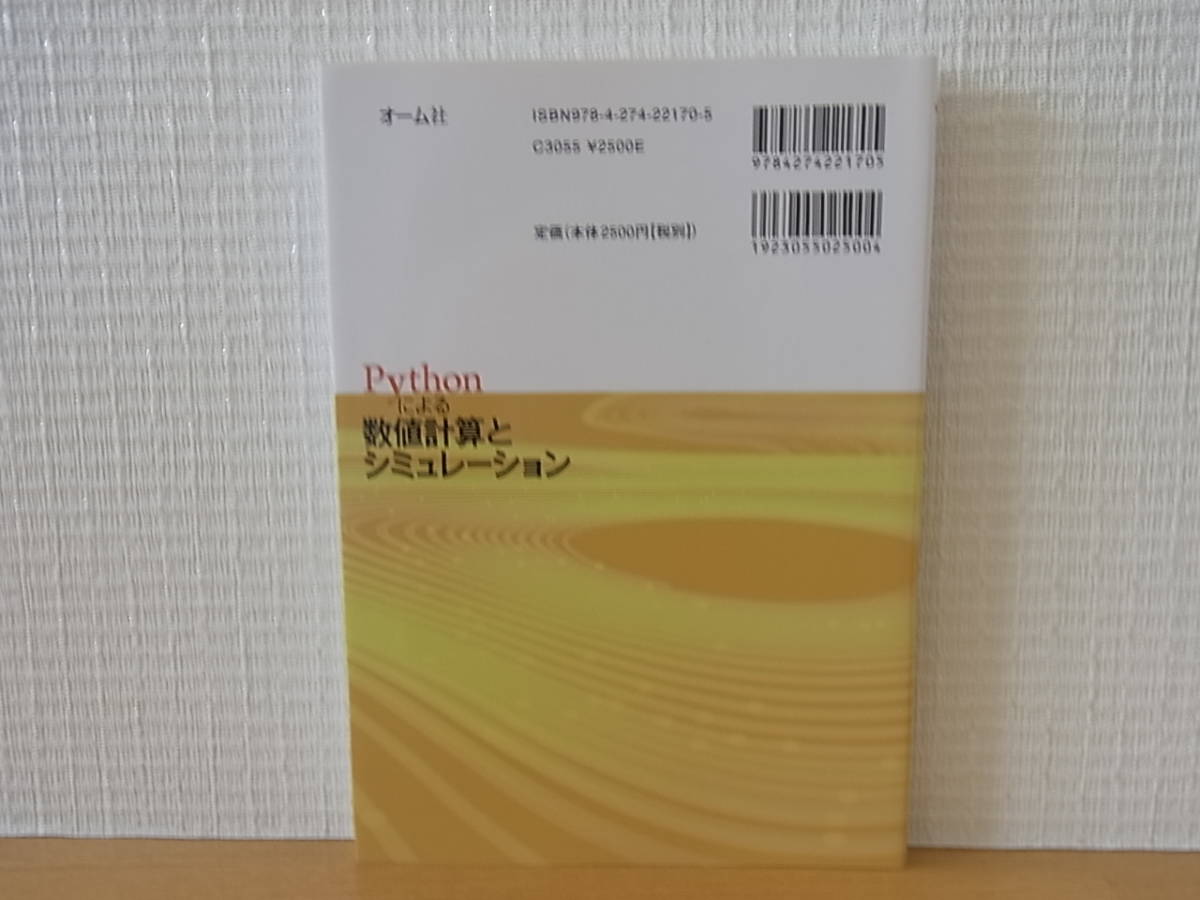 オーム社
ISBN978-4-274-22170-5
C3055 ¥2500E
定価(本体2500円【税別】)
9784274221705
1923055025004
Python
による
数値計算と
シミュレーション